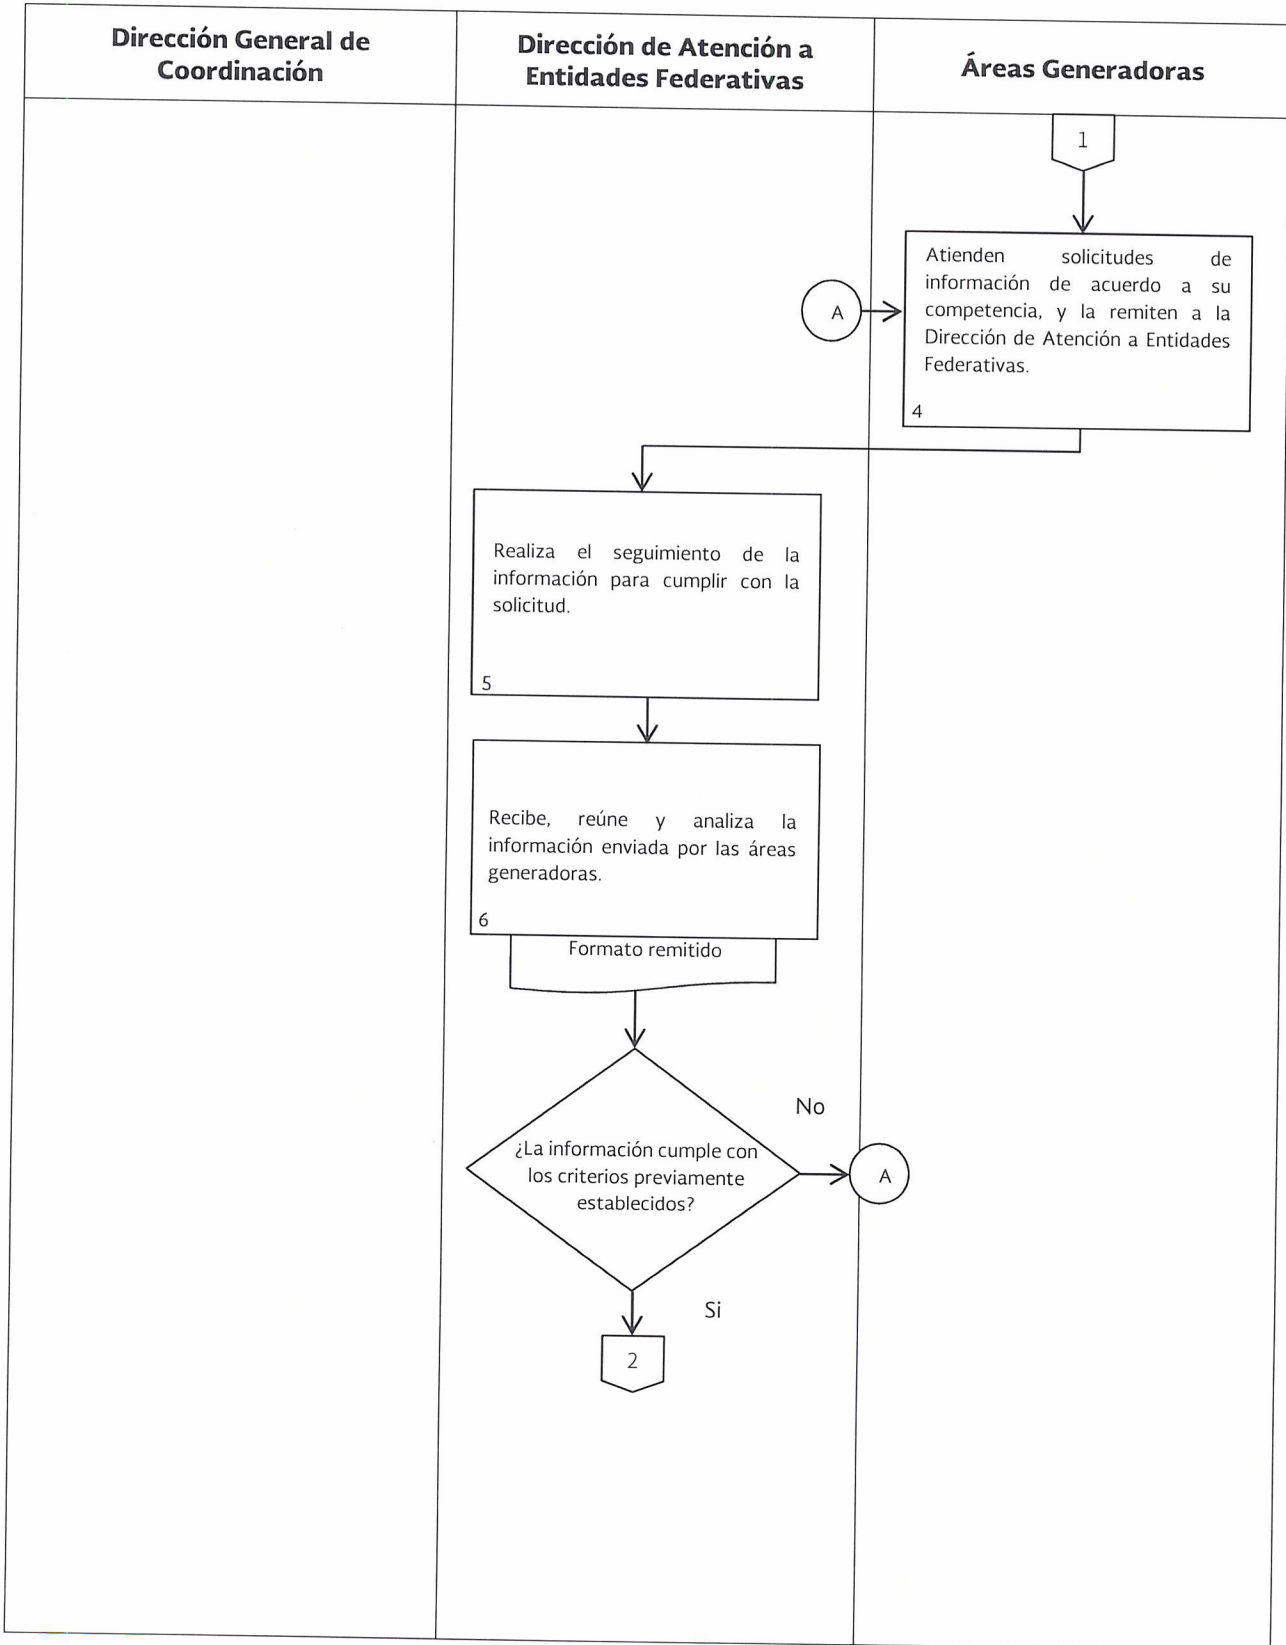 Dirección General de
Coordinación
Dirección de Atención a
Entidades Federativas
Áreas Generadoras
1
Atienden solicitudes de
información de acuerdo a su
competencia, y la remiten a la
Dirección de Atención a Entidades
Federativas.
4
A
Realiza el seguimiento de la
información para cumplir con la
solicitud.
5
Recibe, reúne y analiza la
información enviada por las áreas
generadoras.
6
Formato remitido
¿La información cumple con
los criterios previamente
establecidos?
No
A
Si
2